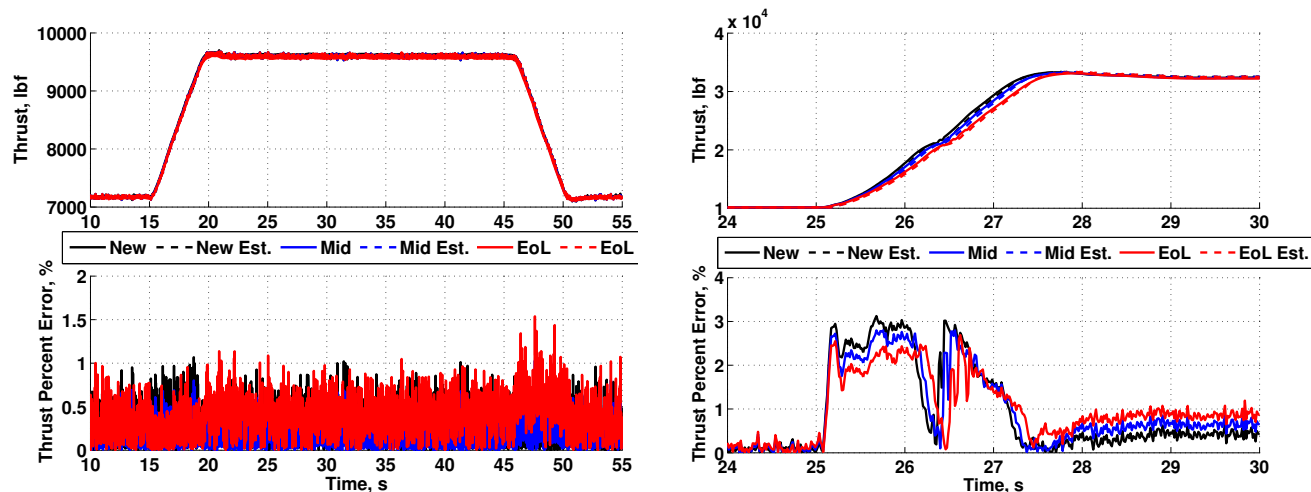 10000
9000
8000
7000
Thrust, lbf
10 15 20 25 30 35 40 45 50 55
New New Est. Mid Mid Est. EoL EoL
2
1.5
1
0.5
0
Thrust Percent Error, %
10 15 20 25 30 35 40 45 50 55
Time, s
x 10^4
4
3
2
1
Thrust, lbf
24 25 26 27 28 29 30
New New Est. Mid Mid Est. EoL EoL Est.
4
3
2
1
0
Thrust Percent Error, %
24 25 26 27 28 29 30
Time, s